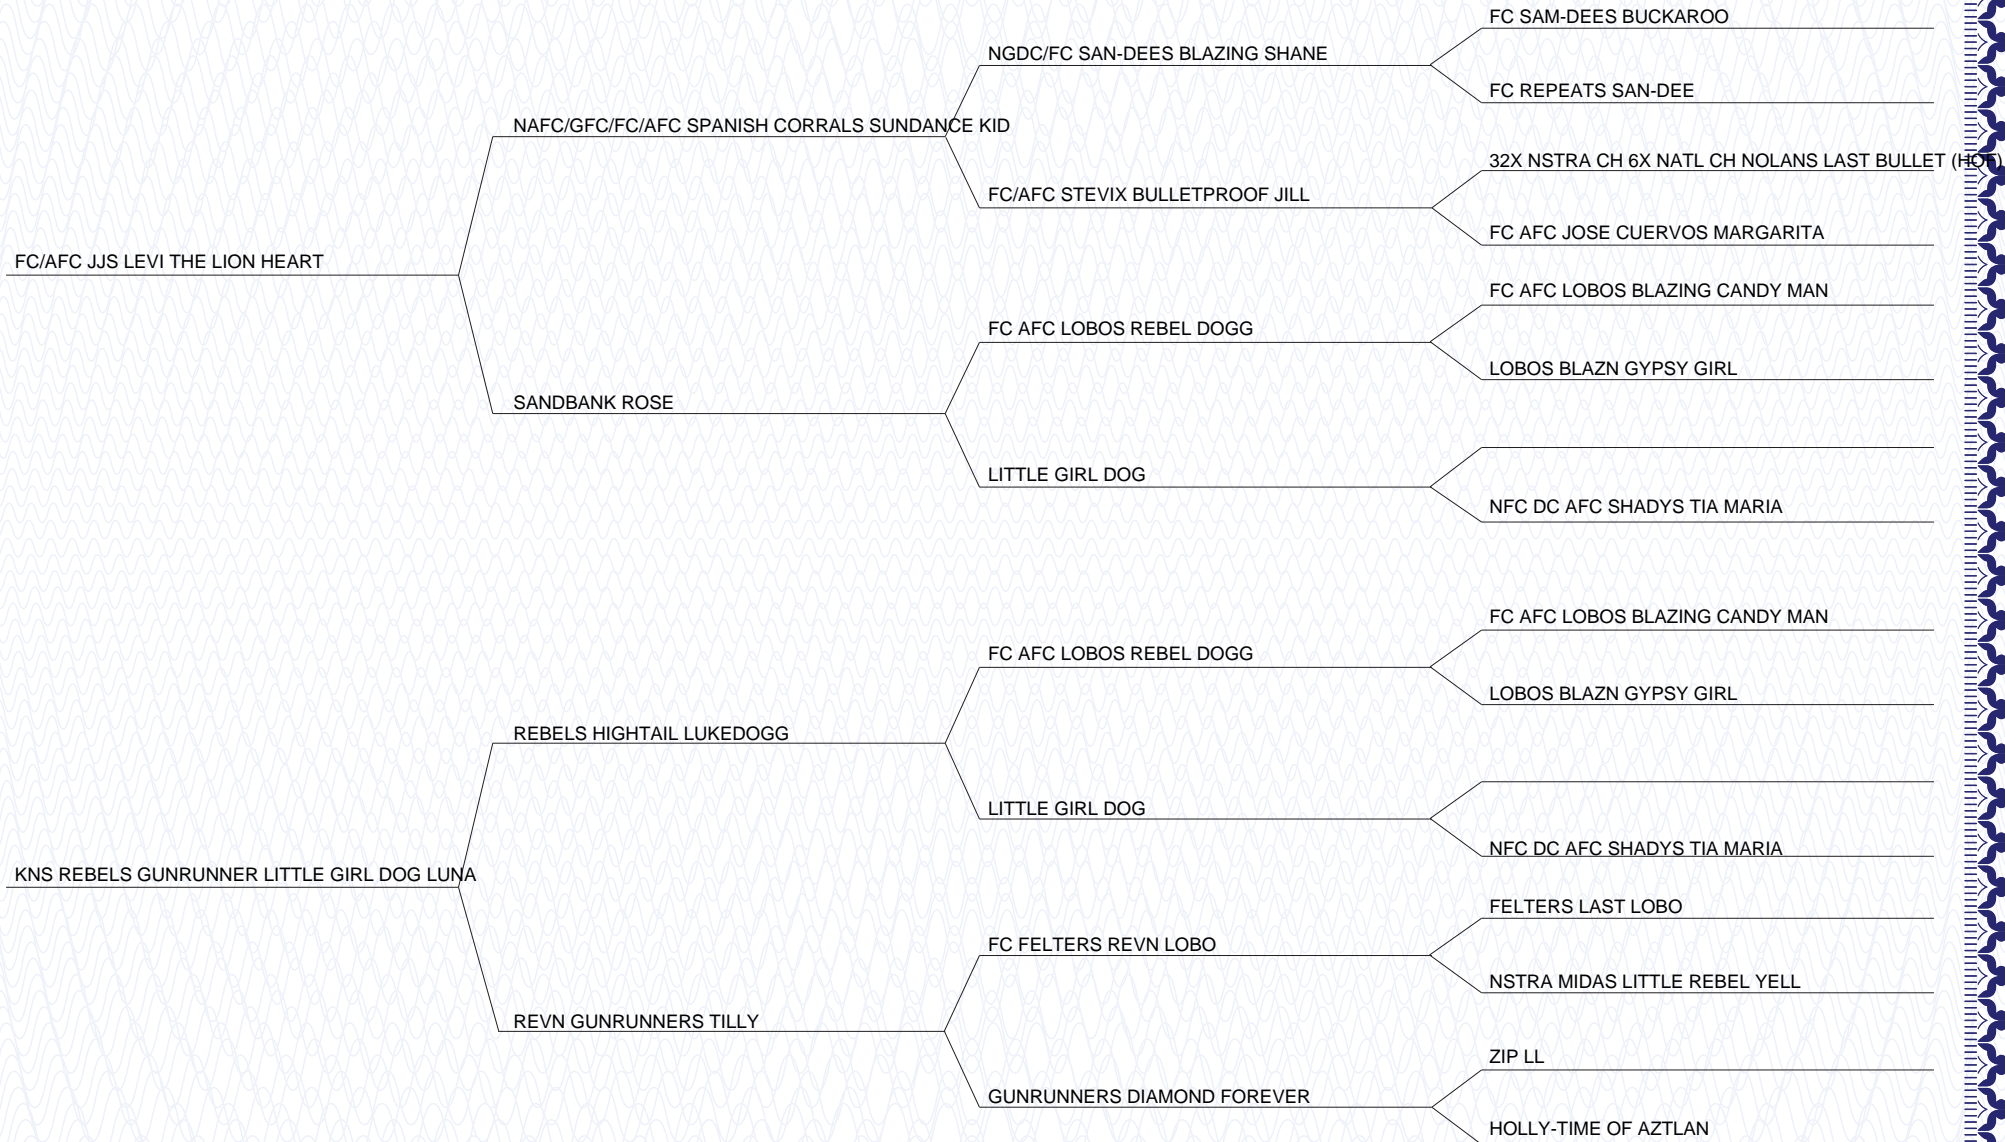 FC SAM-DEES BUCKAROO
NGDC/FC SAN-DEES BLAZING SHANE
FC REPEATS SAN-DEE
NAFC/GFC/FC/AFC SPANISH CORRALS SUNDANCE KID
32X NSTRA CH 6X NATL CH NOLANS LAST BULLET (HOF)
FC/AFC STEVIX BULLETPROOF JILL
FC AFC JOSE CUERVOS MARGARITA
FC/AFC JJS LEVI THE LION HEART
FC AFC LOBOS BLAZING CANDY MAN
FC AFC LOBOS REBEL DOGG
LOBOS BLAZN GYPSY GIRL
SANDBANK ROSE
LITTLE GIRL DOG
NFC DC AFC SHADYS TIA MARIA
FC AFC LOBOS BLAZING CANDY MAN
FC AFC LOBOS REBEL DOGG
LOBOS BLAZN GYPSY GIRL
REBELS HIGHTAIL LUKEDOGG
LITTLE GIRL DOG
NFC DC AFC SHADYS TIA MARIA
KNS REBELS GUNRUNNER LITTLE GIRL DOG LUNA
FELTERS LAST LOBO
FC FELTERS REVN LOBO
NSTRA MIDAS LITTLE REBEL YELL
REVN GUNRUNNERS TILLY
ZIP LL
GUNRUNNERS DIAMOND FOREVER
HOLLY-TIME OF AZTLAN